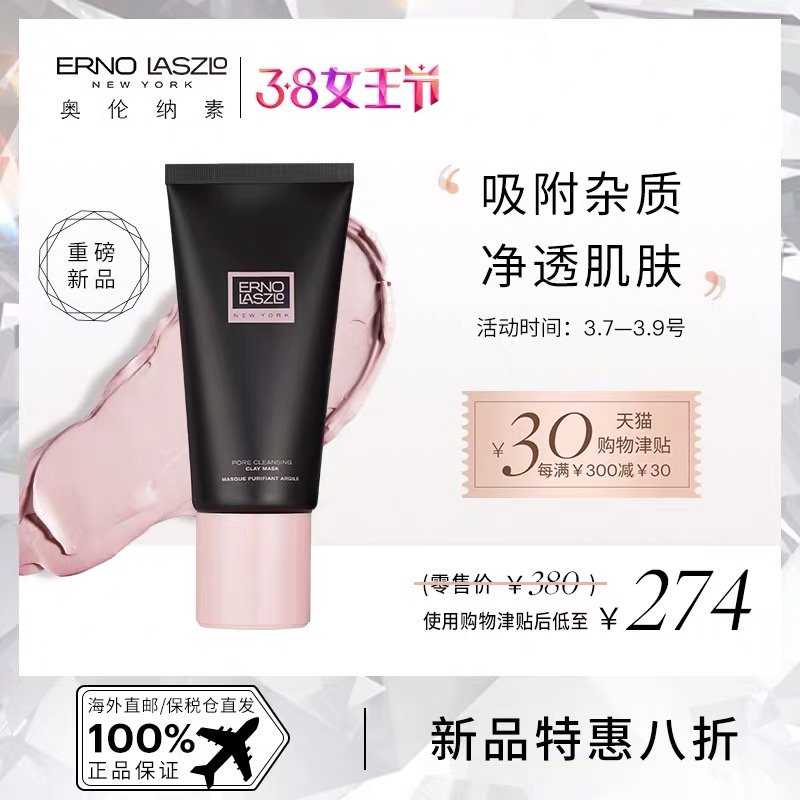 ERNO LASZLO
NEW YORK
奥伦纳素
3.8女王节
重磅
新品
“吸附杂质
净透肌肤”
活动时间：3.7—3.9号
¥30
天猫
购物津贴
每满¥300减¥30
ERNO
LASZLO
NEW YORK
PORE CLEANSING
CLAY MASK
MASQUE PURIFIANT ARGILE
(零售价 ¥380)
使用购物津贴后低至 ¥274
海外直邮/保税仓直发
100%
正品保证
新品特惠八折